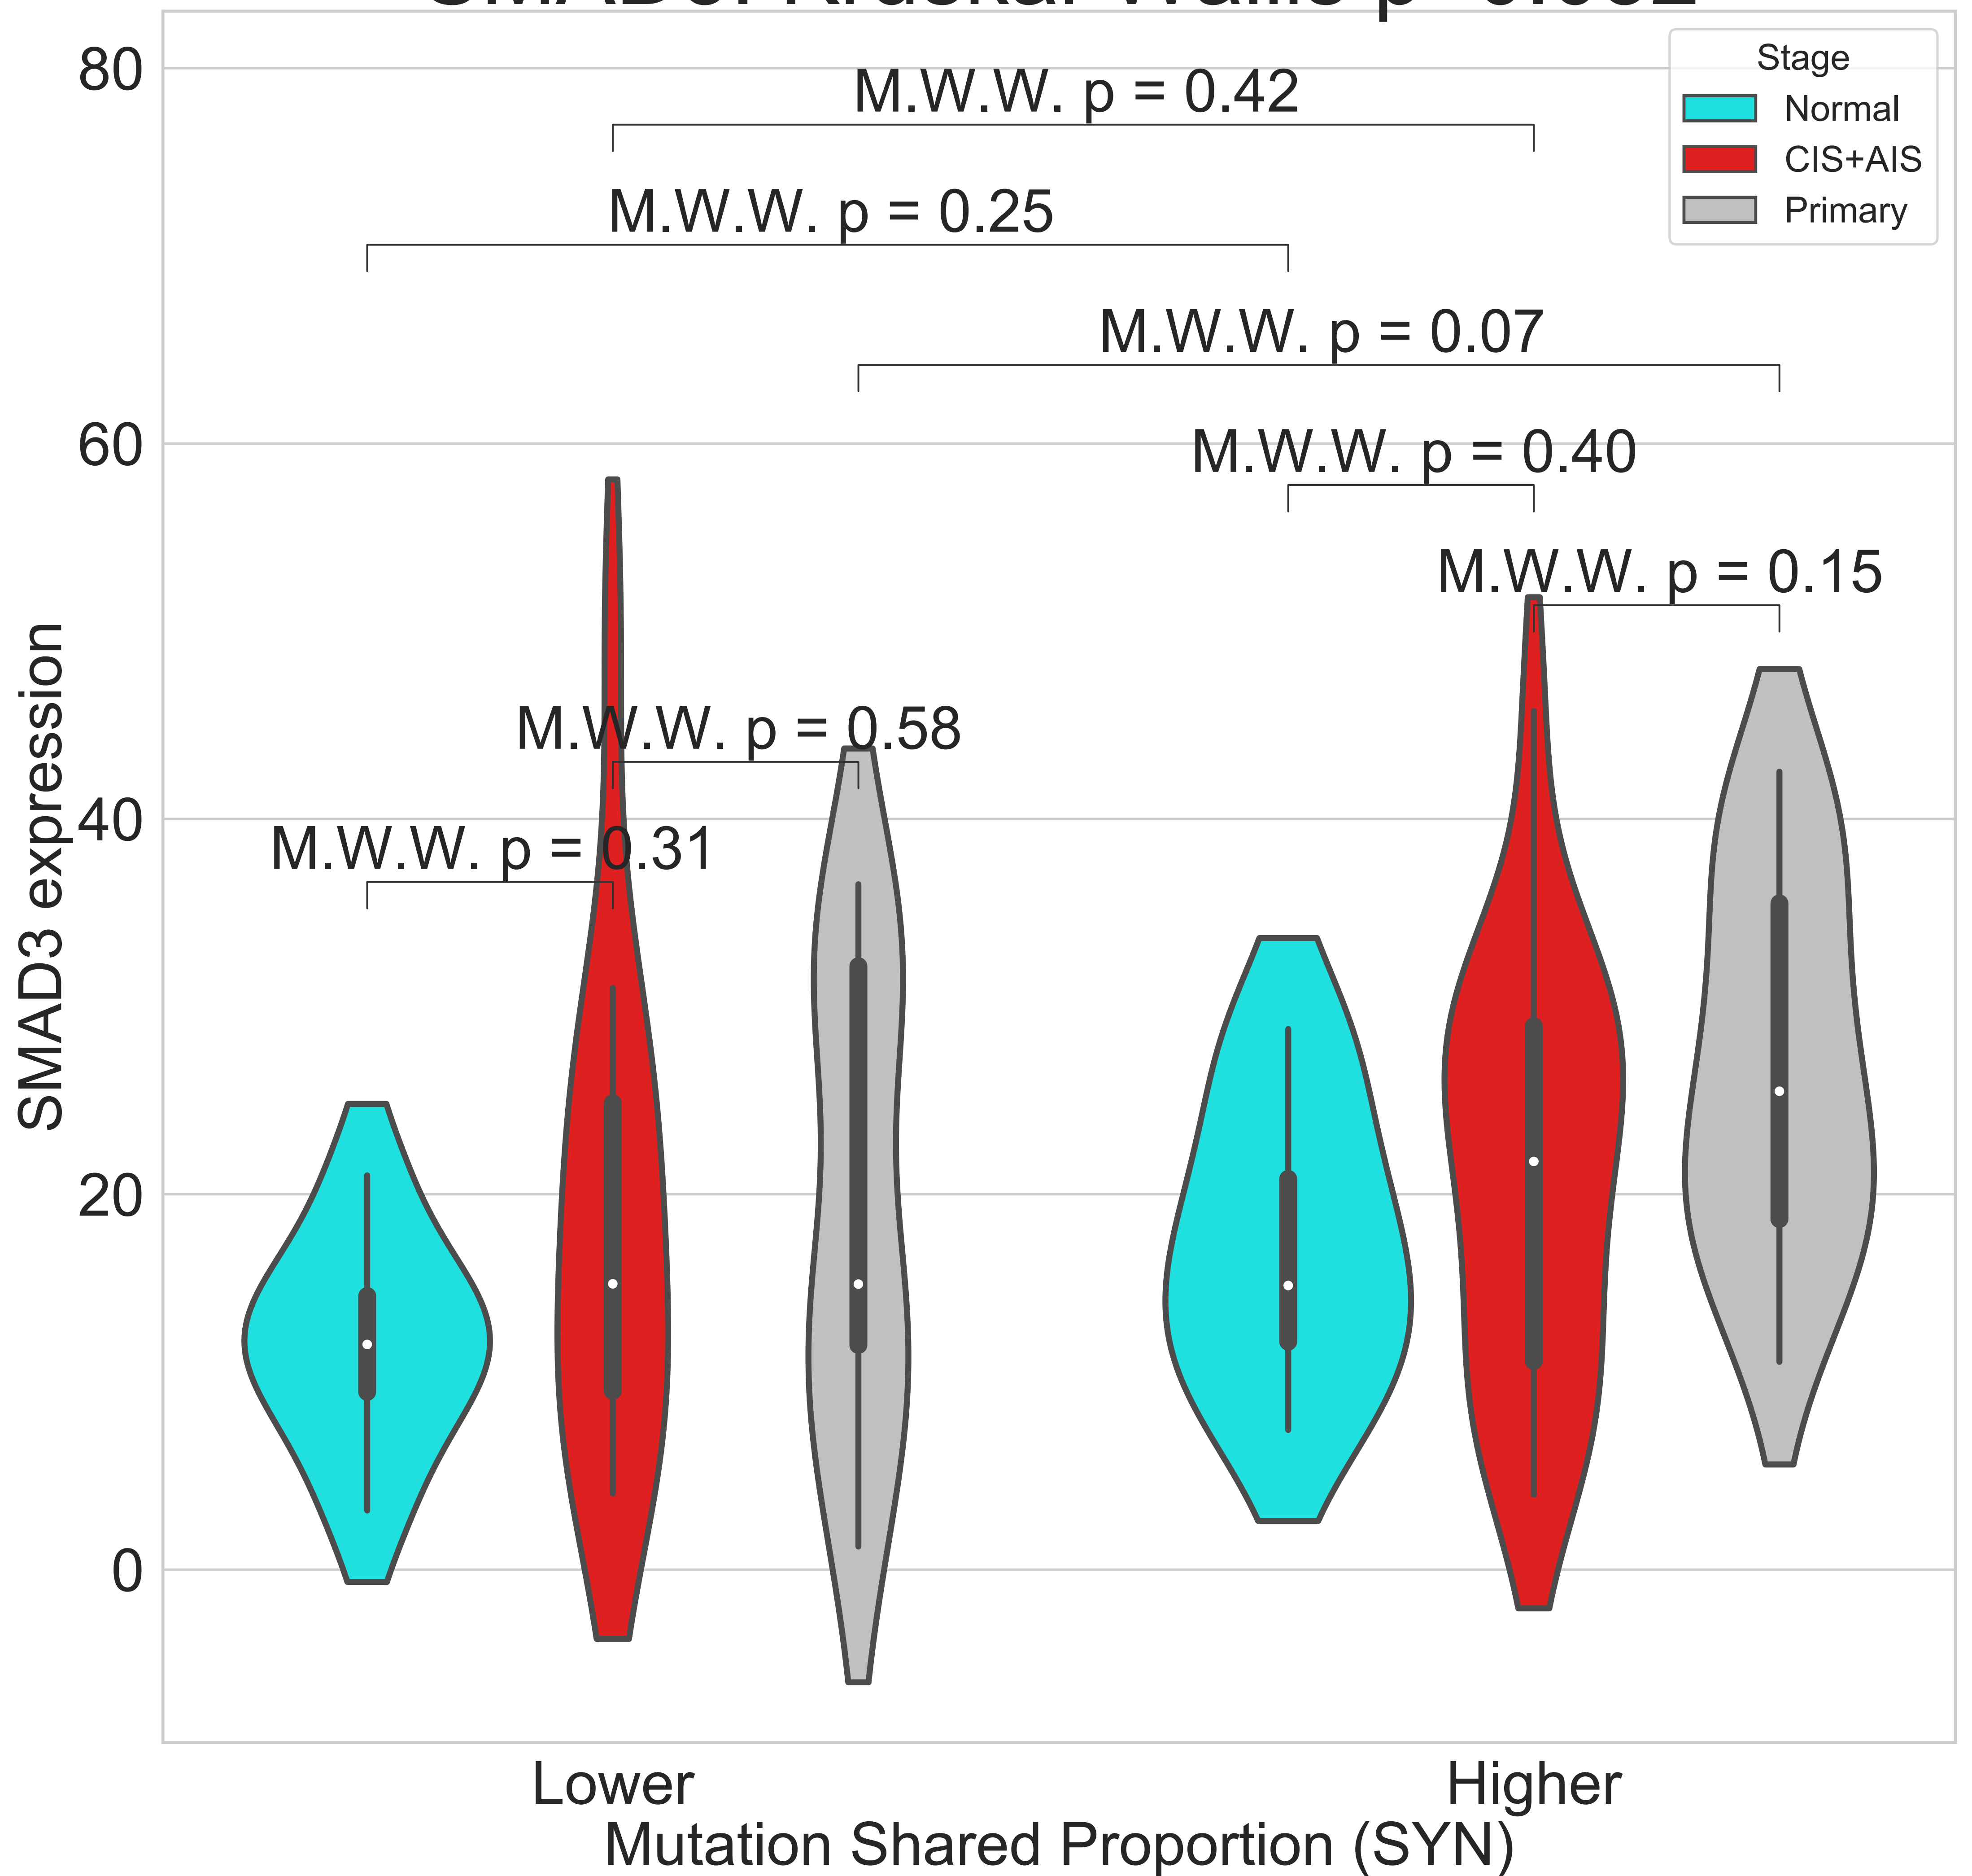 80
60
40
20
0
SMAD3 expression
Stage
Normal
CIS+AIS
Primary
M.W.W. p = 0.42
M.W.W. p = 0.25
M.W.W. p = 0.07
M.W.W. p = 0.40
M.W.W. p = 0.15
M.W.W. p = 0.58
M.W.W. p = 0.31
Lower
Higher
Mutation Shared Proportion (SYN)